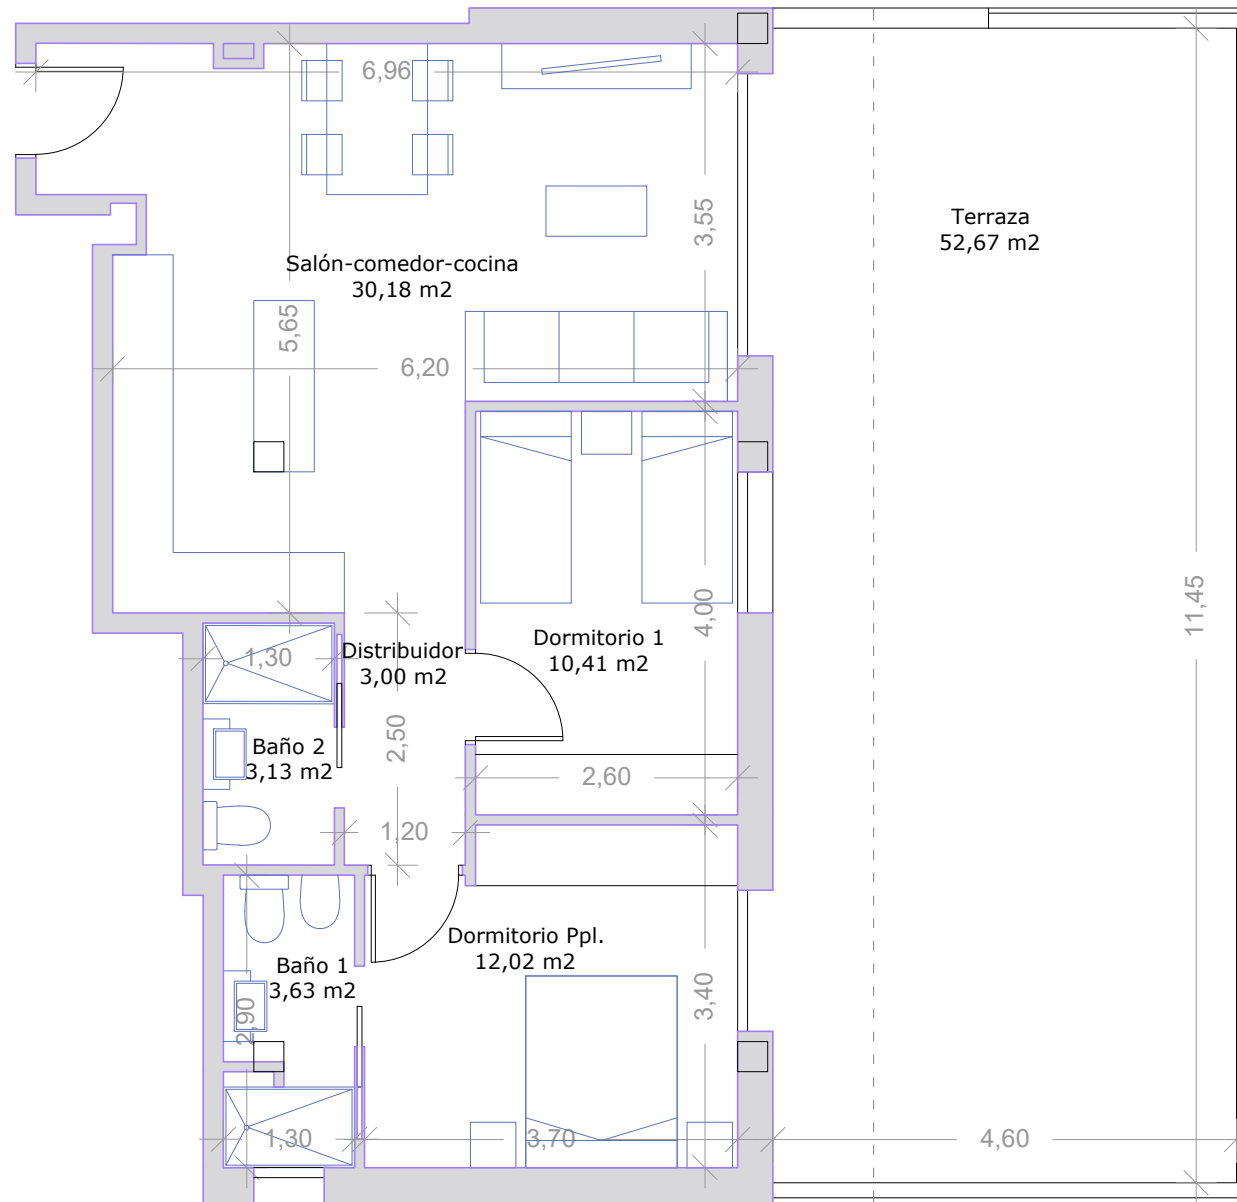 6,96
Terraza
52,67 m2
3,55
Salón-comedor-cocina
30,18 m2
5,65
6,20
4,00
11,45
Dormitorio 1
10,41 m2
Distribuidor
3,00 m2
1,30
2,50
Baño 2
3,13 m2
2,60
1,20
Dormitorio Ppl.
12,02 m2
Baño 1
3,63 m2
2,90
3,40
1,30
3,70
4,60